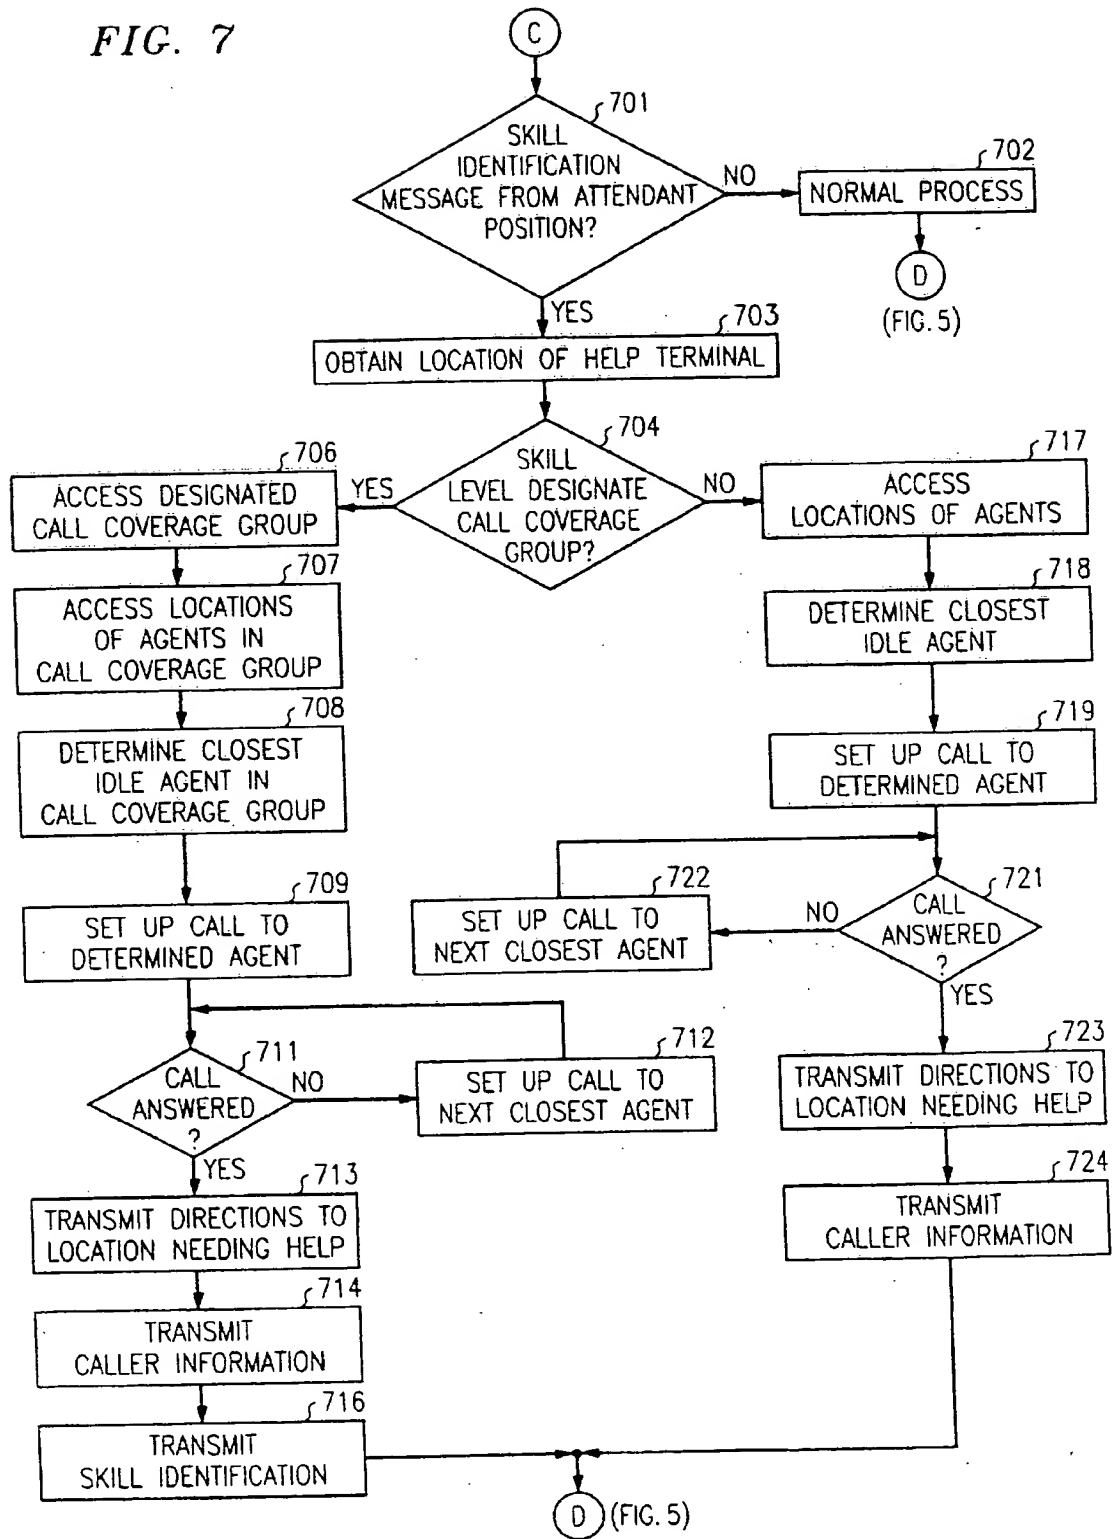 FIG. 7
C
701
SKILL
IDENTIFICATION
MESSAGE FROM ATTENDANT
POSITION?
NO
702
NORMAL PROCESS
D
(FIG. 5)
YES
703
OBTAIN LOCATION OF HELP TERMINAL
704
SKILL
LEVEL DESIGNATE
CALL COVERAGE
GROUP?
YES
NO
706
ACCESS DESIGNATED
CALL COVERAGE GROUP
707
ACCESS LOCATIONS
OF AGENTS IN
CALL COVERAGE GROUP
708
DETERMINE CLOSEST
IDLE AGENT IN
CALL COVERAGE GROUP
709
SET UP CALL TO
DETERMINED AGENT
711
CALL
ANSWERED
?
NO
712
SET UP CALL TO
NEXT CLOSEST AGENT
YES
713
TRANSMIT DIRECTIONS TO
LOCATION NEEDING HELP
714
TRANSMIT
CALLER INFORMATION
716
TRANSMIT
SKILL IDENTIFICATION
717
ACCESS
LOCATIONS OF AGENTS
718
DETERMINE CLOSEST
IDLE AGENT
719
SET UP CALL TO
DETERMINED AGENT
721
CALL
ANSWERED
?
NO
722
SET UP CALL TO
NEXT CLOSEST AGENT
YES
723
TRANSMIT DIRECTIONS TO
LOCATION NEEDING HELP
724
TRANSMIT
CALLER INFORMATION
D
(FIG. 5)